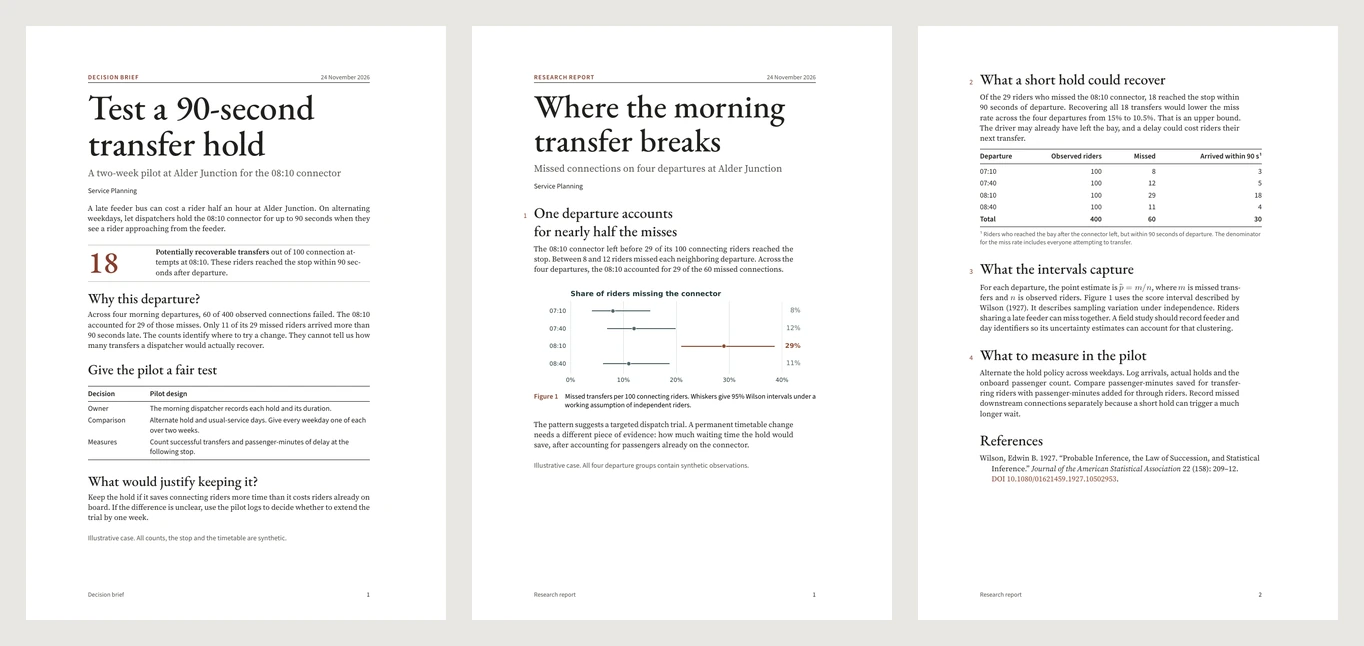 DECISION BRIEF 24 November 2026
Test a 90-second
transfer hold
A two-week pilot at Alder Junction for the 08:10 connector
Service Planning
A late feeder bus can cost a rider half an hour at Alder Junction. On alternating
weekdays, let dispatchers hold the 08:10 connector for up to 90 seconds when they
see a rider approaching from the feeder.
18
Potentially recoverable transfers out of 100 connection at-
tempts at 08:10. These riders reached the stop within 90 sec-
onds after departure.
Why this departure?
Across four morning departures, 60 of 400 observed connections failed. The 08:10
accounted for 29 of those misses. Only 11 of its 29 missed riders arrived more than
90 seconds late. The counts identify where to try a change. They cannot tell us how
many transfers a dispatcher would actually recover.
Give the pilot a fair test
Decision Pilot design
Owner The morning dispatcher records each hold and its duration.
Comparison Alternate hold and usual-service days. Give every weekday one of each
over two weeks.
Measures Count successful transfers and passenger-minutes of delay at the
following stop.
What would justify keeping it?
Keep the hold if it saves connecting riders more time than it costs riders already on
board. If the difference is unclear, use the pilot logs to decide whether to extend the
trial by one week.
Illustrative case. All counts, the stop and the timetable are synthetic.
Decision brief 1
RESEARCH REPORT 24 November 2026
Where the morning
transfer breaks
Missed connections on four departures at Alder Junction
Service Planning
1 One departure accounts
for nearly half the misses
The 08:10 connector left before 29 of its 100 connecting riders reached the
stop. Between 8 and 12 riders missed each neighboring departure. Across the
four departures, the 08:10 accounted for 29 of the 60 missed connections.
Share of riders missing the connector
07:10 8%
07:40 12%
08:10 29%
08:40 11%
0% 10% 20% 30% 40%
Figure 1 Missed transfers per 100 connecting riders. Whiskers give 95% Wilson intervals under a
working assumption of independent riders.
The pattern suggests a targeted dispatch trial. A permanent timetable change
needs a different piece of evidence: how much waiting time the hold would
save, after accounting for passengers already on the connector.
Illustrative case. All four departure groups contain synthetic observations.
Research report 1
2 What a short hold could recover
Of the 29 riders who missed the 08:10 connector, 18 reached the stop within
90 seconds of departure. Recovering all 18 transfers would lower the miss
rate across the four departures from 15% to 10.5%. That is an upper bound.
The driver may already have left the bay, and a delay could cost riders their
next transfer.
Departure Observed riders Missed Arrived within 90 s¹
07:10 100 8 3
07:40 100 12 5
08:10 100 29 18
08:40 100 11 4
Total 400 60 30
¹ Riders who reached the bay after the connector left, but within 90 seconds of departure. The denominator
for the miss rate includes everyone attempting to transfer.
3 What the intervals capture
For each departure, the point estimate is p̂ = m/n, where m is missed trans-
fers and n is observed riders. Figure 1 uses the score interval described by
Wilson (1927). It describes sampling variation under independence. Riders
sharing a late feeder can miss together. A field study should record feeder and
day identifiers so its uncertainty estimates can account for that clustering.
4 What to measure in the pilot
Alternate the hold policy across weekdays. Log arrivals, actual holds and the
onboard passenger count. Compare passenger-minutes saved for transfer-
ring riders with passenger-minutes added for through riders. Record missed
downstream connections separately because a short hold can trigger a much
longer wait.
References
Wilson, Edwin B. 1927. “Probable Inference, the Law of Succession, and Statistical
Inference.” Journal of the American Statistical Association 22 (158): 209–12.
DOI 10.1080/01621459.1927.10502953.
Research report 2